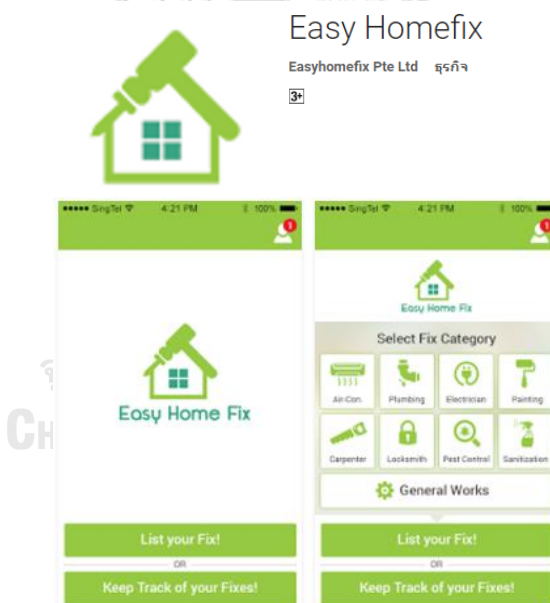 Easy Homefix
Easyhomefix Pte Ltd ธุรกิจ
3+
SingTel 4:21 PM 100%
1
Easy Home Fix
List your Fix!
OR
Keep Track of your Fixes!
SingTel 4:21 PM 100%
1
Easy Home Fix
Select Fix Category
Air-Con. Plumbing Electrician Painting
Carpenter Locksmith Pest Control Sanitization
General Works
List your Fix!
OR
Keep Track of your Fixes!
CH